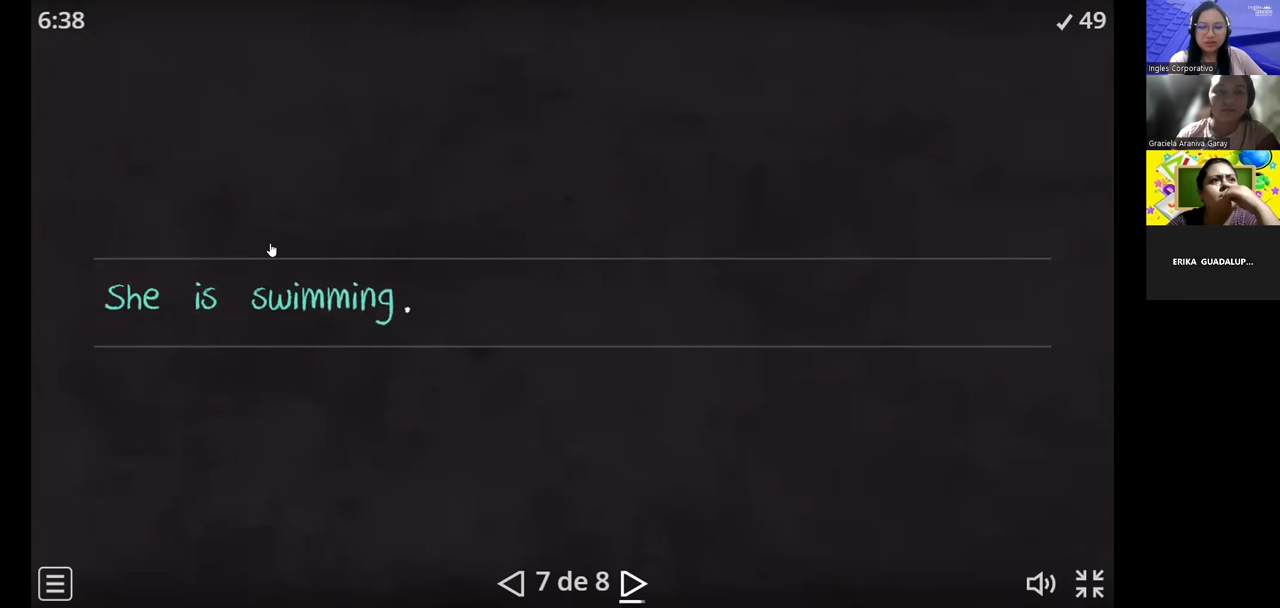 6:38
✓ 49
She is swimming.
7 de 8
Ingles Corporativo
Graciela Araniva Garay
ERIKA GUADALUP...